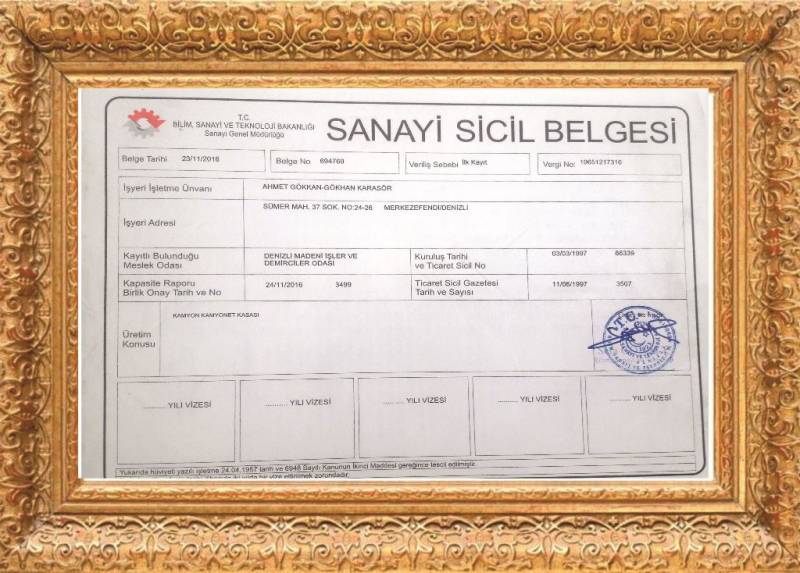 T.C.
BİLİM, SANAYİ VE TEKNOLOJİ BAKANLIĞI
Sanayi Genel Müdürlüğü
SANAYİ SİCİL BELGESİ
Belge Tarihi 23/11/2016
Belge No 694769
Veriliş Sebebi İlk Kayıt
Vergi No: 19651217316
İşyeri İşletme Ünvanı AHMET GÖKKAN-GÖKHAN KARASÖR
İşyeri Adresi SÜMER MAH. 37 SOK. NO:24-26 MERKEZEFENDİ/DENİZLİ
Kayıtlı Bulunduğu
Meslek Odası
DENİZLİ MADENİ İŞLER VE
DEMİRCİLER ODASI
Kuruluş Tarihi
ve Ticaret Sicil No
03/03/1997 86339
Kapasite Raporu
Birlik Onay Tarih ve No
24/11/2016 3499
Ticaret Sicil Gazetesi
Tarih ve Sayısı
11/06/1997 3507
Üretim
Konusu
KAMYON KAMYONET KASASI
T.C.
........... YILI VİZESİ
........... YILI VİZESİ
........... YILI VİZESİ
........... YILI VİZESİ
........... YILI VİZESİ
Yukarıda hüviyeti yazılı işletme 24.04.1957 tarih ve 6948 Sayılı Kanunun İkinci Maddesi gereğince tescil edilmiştir.
vize ettirilmek zorundadır.